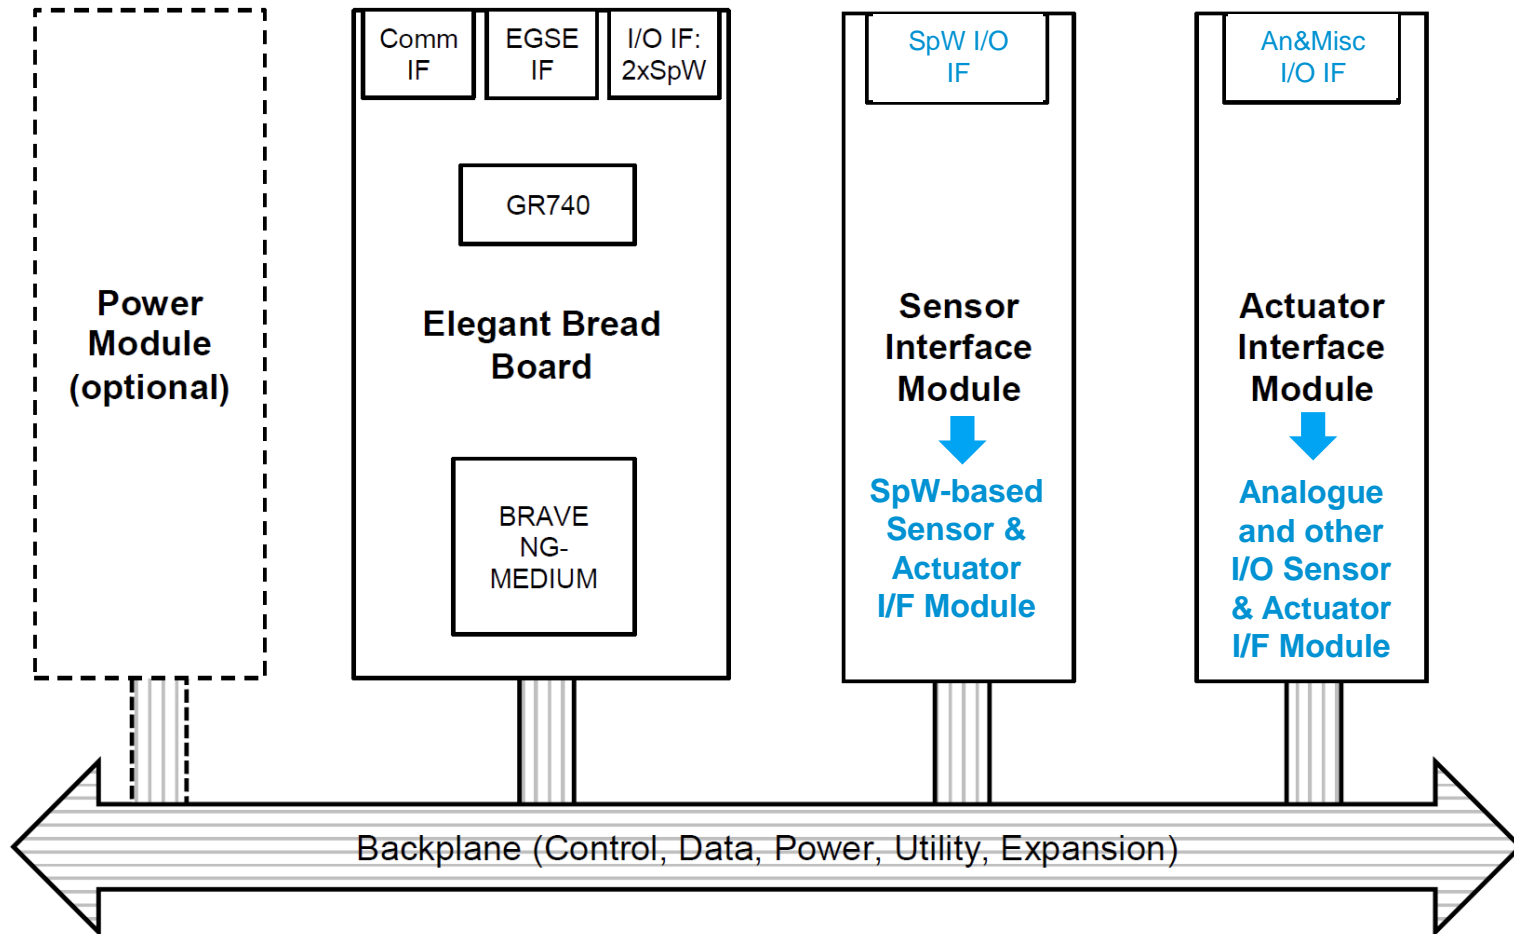 Power
Module
(optional)
Comm
IF
EGSE
IF
I/O IF:
2xSpW
GR740
Elegant Bread
Board
BRAVE
NG-
MEDIUM
SpW I/O
IF
Sensor
Interface
Module
SpW-based
Sensor &
Actuator
I/F Module
An&Misc
I/O IF
Actuator
Interface
Module
Analogue
and other
I/O Sensor
& Actuator
I/F Module
Backplane (Control, Data, Power, Utility, Expansion)